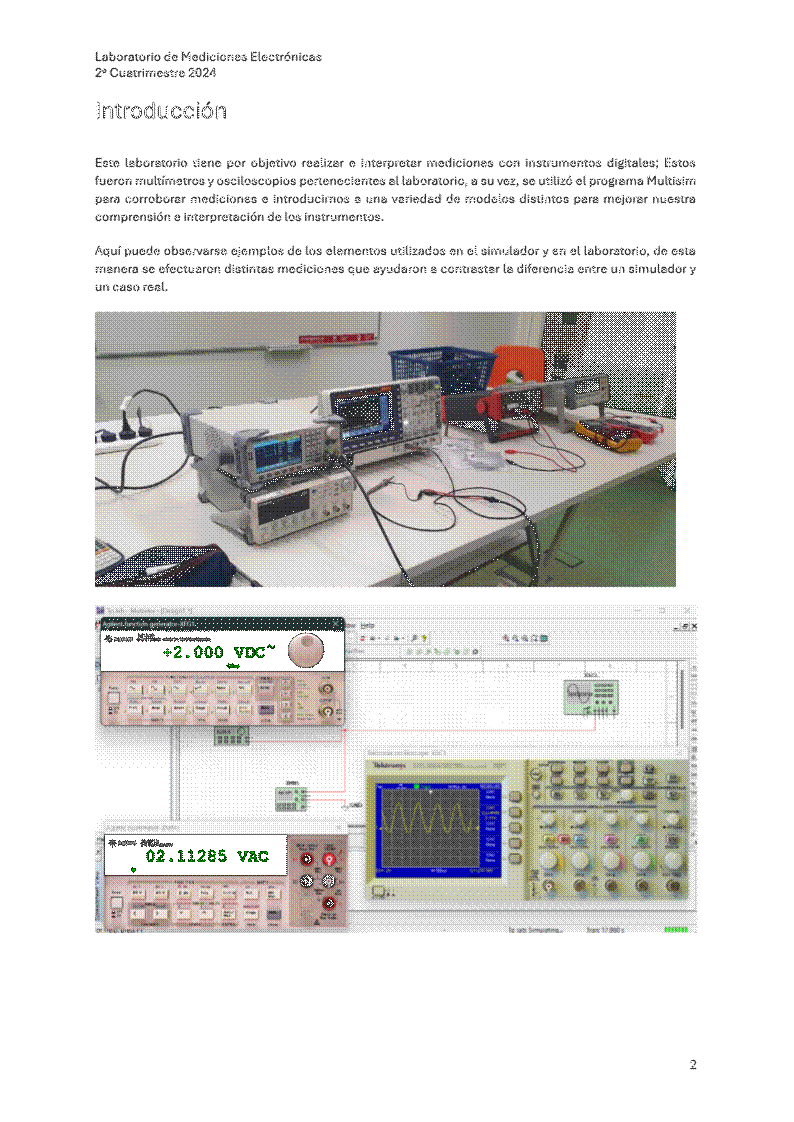 Laboratorio de Mediciones Electrónicas
2º Cuatrimestre 2024
Introducción
Este laboratorio tiene por objetivo realizar e interpretar mediciones con instrumentos digitales; Estos
fueron multímetros y osciloscopios pertenecientes al laboratorio, a su vez, se utilizó el programa Multisim
para corroborar mediciones e introducirnos a una variedad de modelos distintos para mejorar nuestra
comprensión e interpretación de los instrumentos.
Aquí puede observarse ejemplos de los elementos utilizados en el simulador y en el laboratorio, de esta
manera se efectuaron distintas mediciones que ayudaron a contrastar la diferencia entre un simulador y
un caso real.
Help
+2.000 VDC~
Tektronix
02.11285 VAC
2